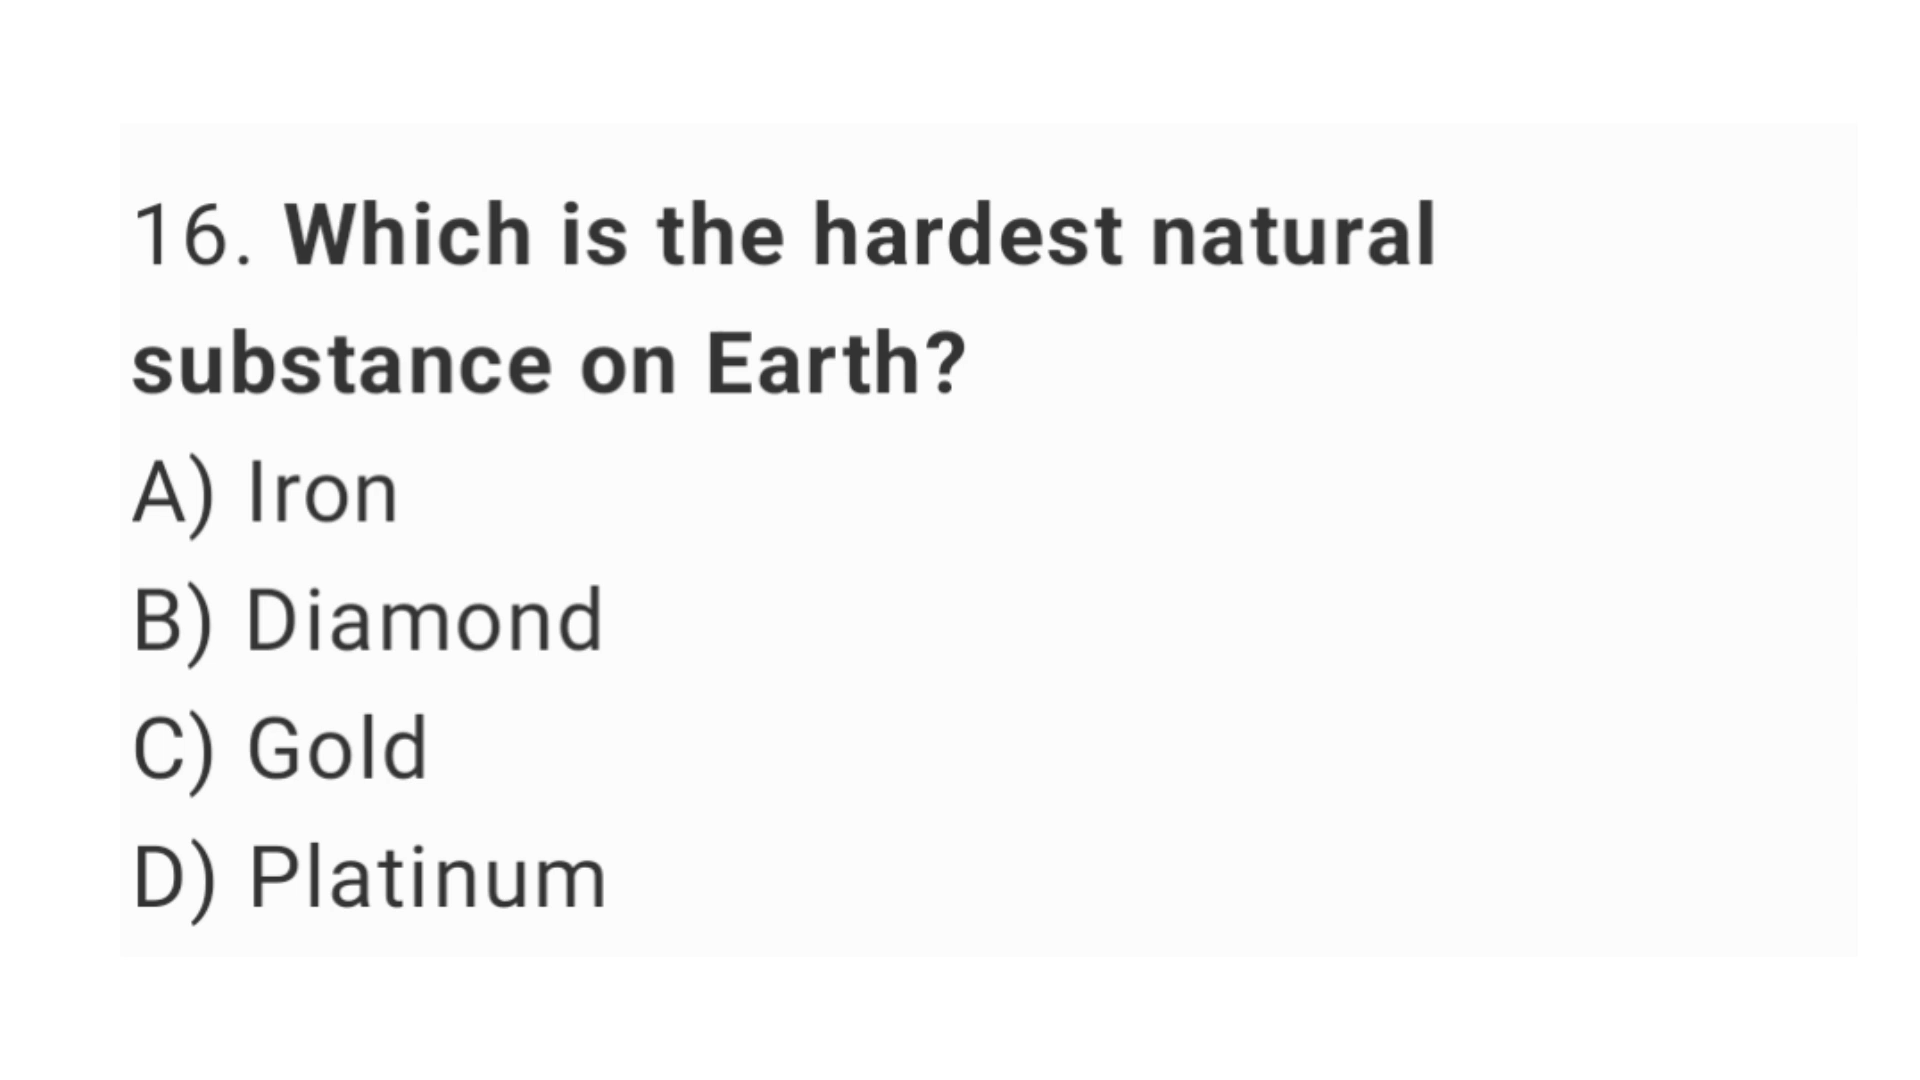 16. Which is the hardest natural
substance on Earth?
A) Iron
B) Diamond
C) Gold
D) Platinum